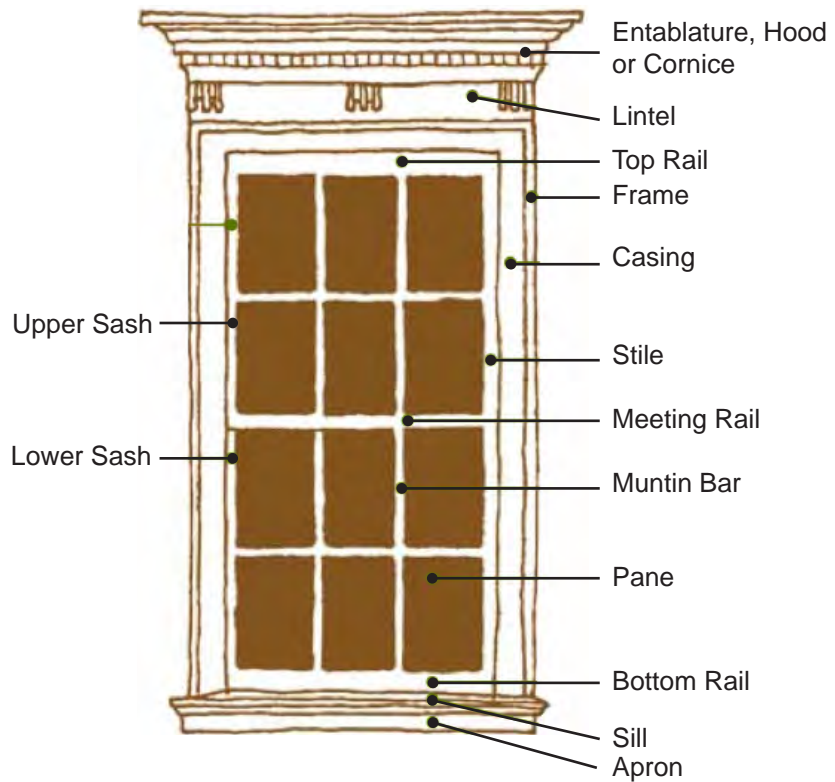 Entablature, Hood
or Cornice
Lintel
Top Rail
Frame
Casing
Upper Sash
Stile
Meeting Rail
Lower Sash
Muntin Bar
Pane
Bottom Rail
Sill
Apron